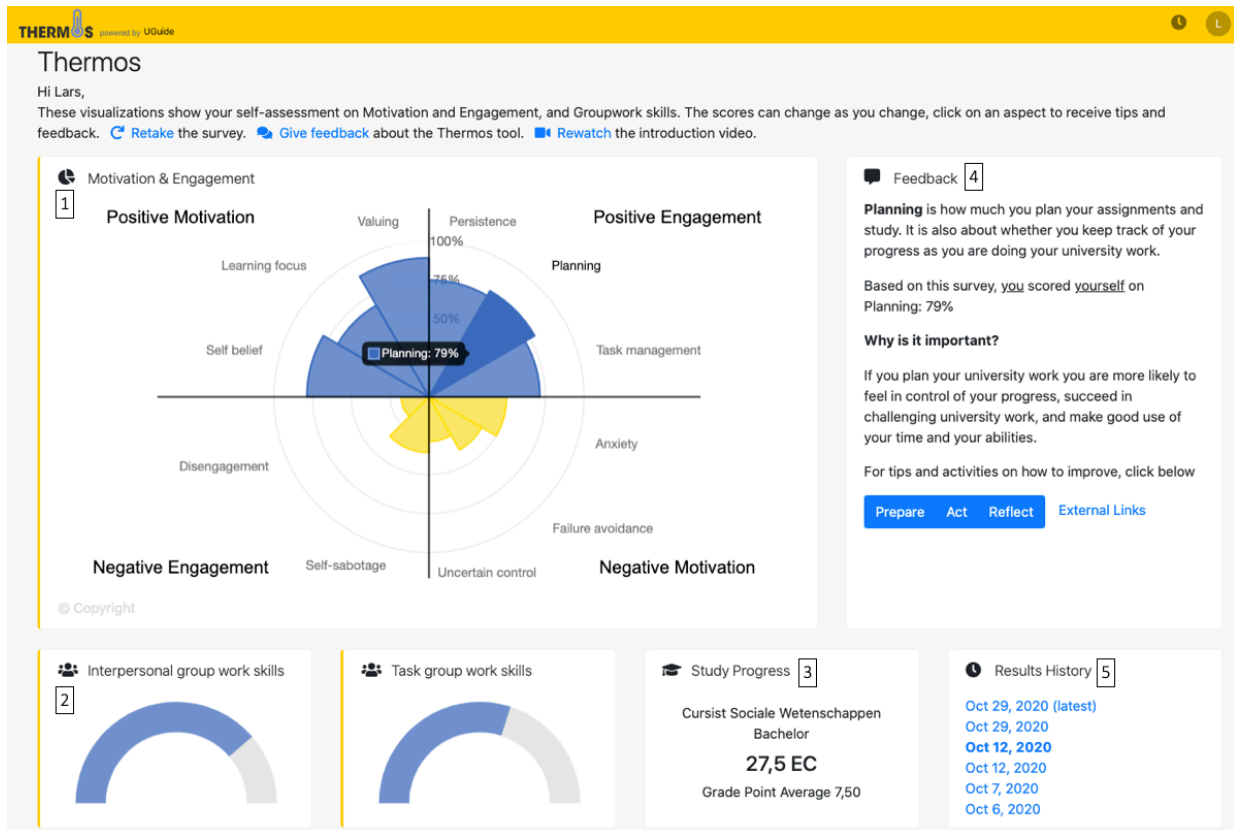 THERMOS powered by UGuide
L
Thermos
Hi Lars,
These visualizations show your self-assessment on Motivation and Engagement, and Groupwork skills. The scores can change as you change, click on an aspect to receive tips and
feedback. Retake the survey. Give feedback about the Thermos tool. Rewatch the introduction video.
Motivation & Engagement
1
Positive Motivation
Valuing
Persistence
Positive Engagement
100%
Learning focus
Planning
75%
50%
Self belief
Planning: 79%
Task management
Anxiety
Disengagement
Failure avoidance
Negative Engagement
Self-sabotage
Uncertain control
Negative Motivation
© Copyright
Feedback 4
Planning is how much you plan your assignments and
study. It is also about whether you keep track of your
progress as you are doing your university work.
Based on this survey, you scored yourself on
Planning: 79%
Why is it important?
If you plan your university work you are more likely to
feel in control of your progress, succeed in
challenging university work, and make good use of
your time and your abilities.
For tips and activities on how to improve, click below
Prepare Act Reflect External Links
Interpersonal group work skills
2
Task group work skills
Study Progress 3
Cursist Sociale Wetenschappen
Bachelor
27,5 EC
Grade Point Average 7,50
Results History 5
Oct 29, 2020 (latest)
Oct 29, 2020
Oct 12, 2020
Oct 12, 2020
Oct 7, 2020
Oct 6, 2020